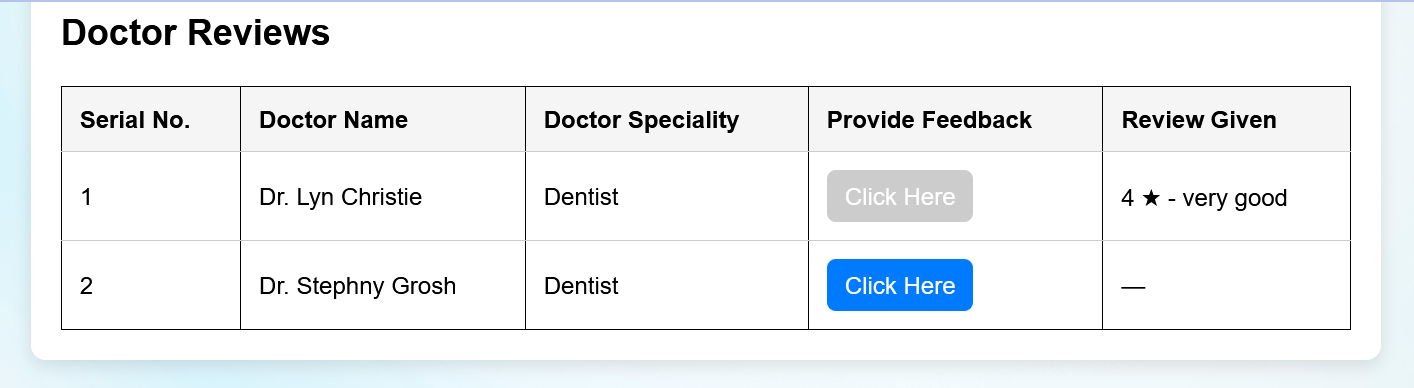 Doctor Reviews
Serial No. Doctor Name Doctor Speciality Provide Feedback Review Given
1 Dr. Lyn Christie Dentist Click Here 4 ★ - very good
2 Dr. Stephny Grosh Dentist Click Here —